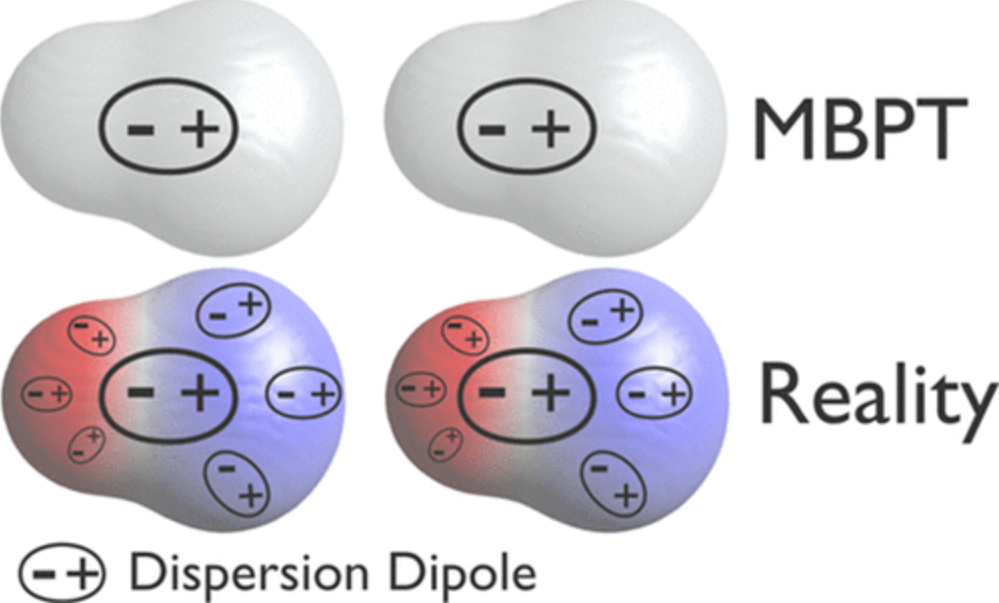 - + - + MBPT
- +
- + - +
- + - + - + - + - + - + Reality
- + - +
- + - +
- + Dispersion Dipole